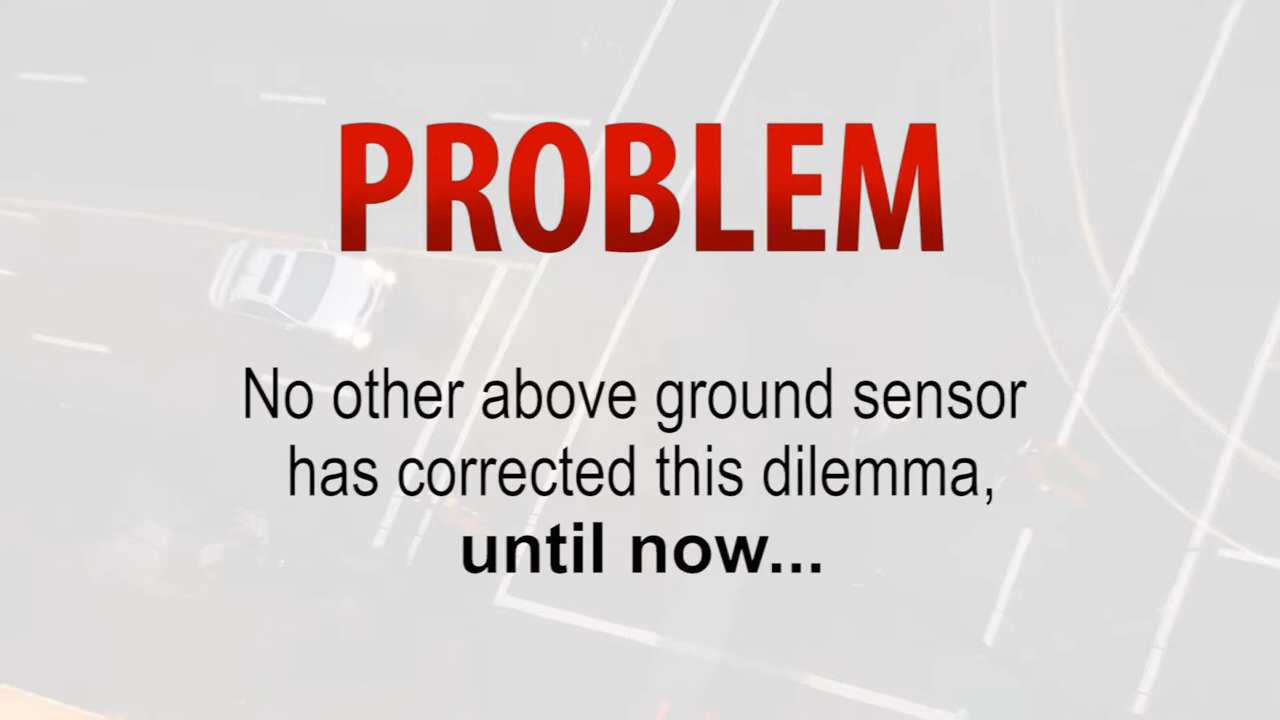 PROBLEM
No other above ground sensor
has corrected this dilemma,
until now...